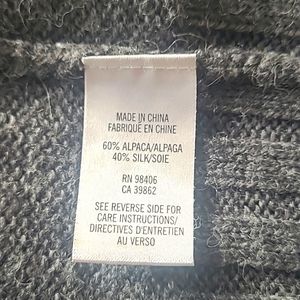 MADE IN CHINA
FABRIQUÉ EN CHINE
60% ALPACA/ALPAGA
40% SILK/SOIE
RN 98406
CA 39862
SEE REVERSE SIDE FOR
CARE INSTRUCTIONS/
DIRECTIVES D'ENTRETIEN
AU VERSO